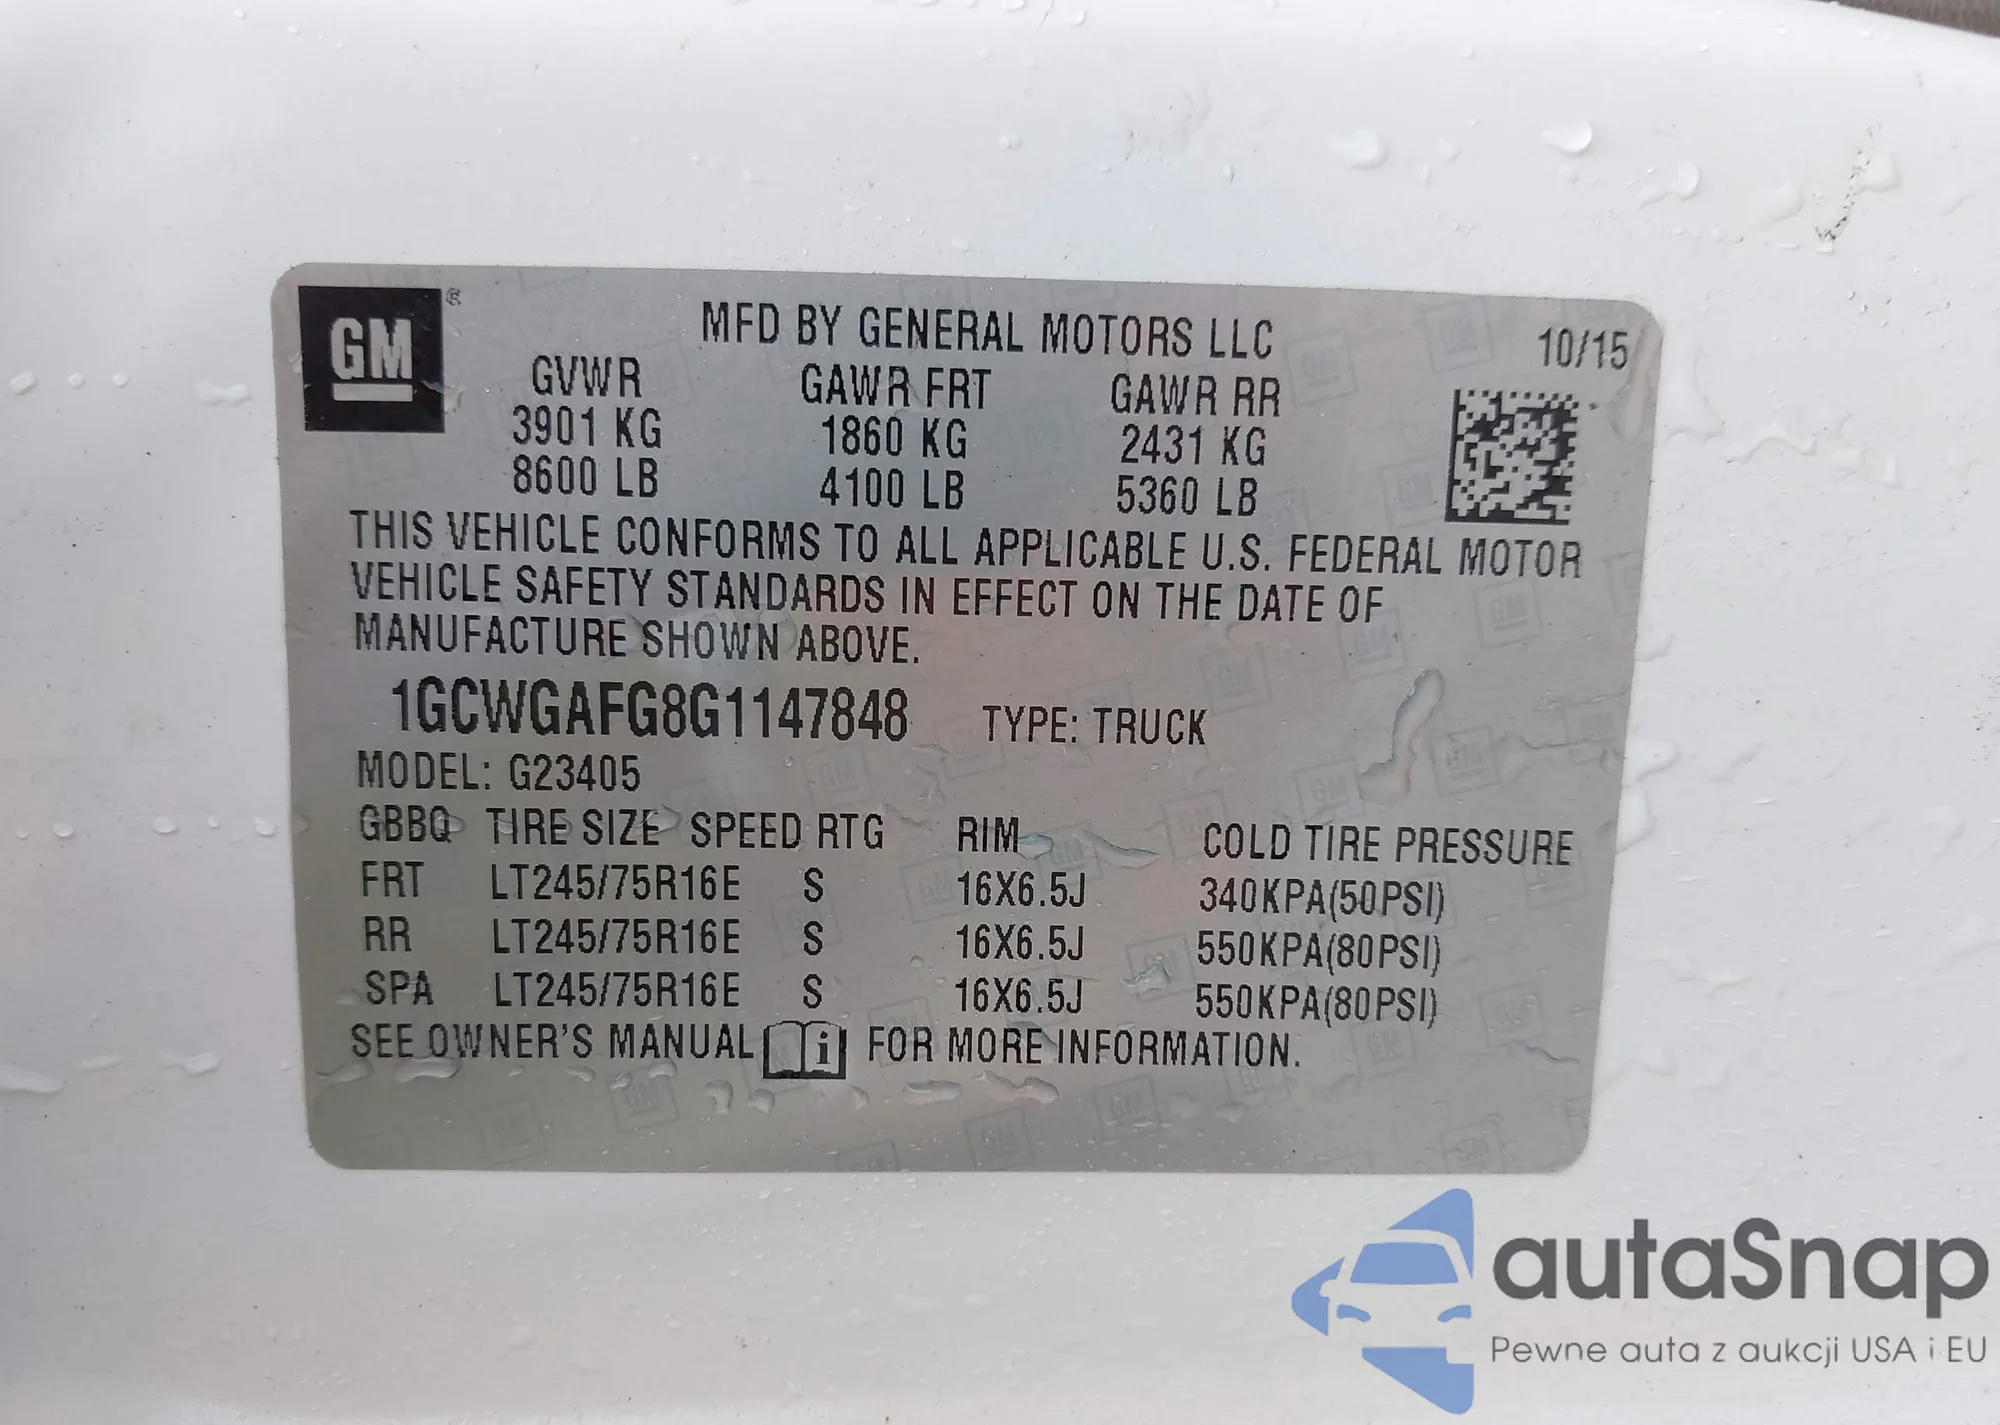 GM®
MFD BY GENERAL MOTORS LLC 10/15
GVWR GAWR FRT GAWR RR
3901 KG 1860 KG 2431 KG
8600 LB 4100 LB 5360 LB
THIS VEHICLE CONFORMS TO ALL APPLICABLE U.S. FEDERAL MOTOR
VEHICLE SAFETY STANDARDS IN EFFECT ON THE DATE OF
MANUFACTURE SHOWN ABOVE.
1GCWGAFG8G1147848 TYPE: TRUCK
MODEL: G23405
GBBQ TIRE SIZE SPEED RTG RIM COLD TIRE PRESSURE
FRT LT245/75R16E S 16X6.5J 340KPA(50PSI)
RR LT245/75R16E S 16X6.5J 550KPA(80PSI)
SPA LT245/75R16E S 16X6.5J 550KPA(80PSI)
SEE OWNER'S MANUAL i FOR MORE INFORMATION.
autaSnap
Pewne auta z aukcji USA i EU